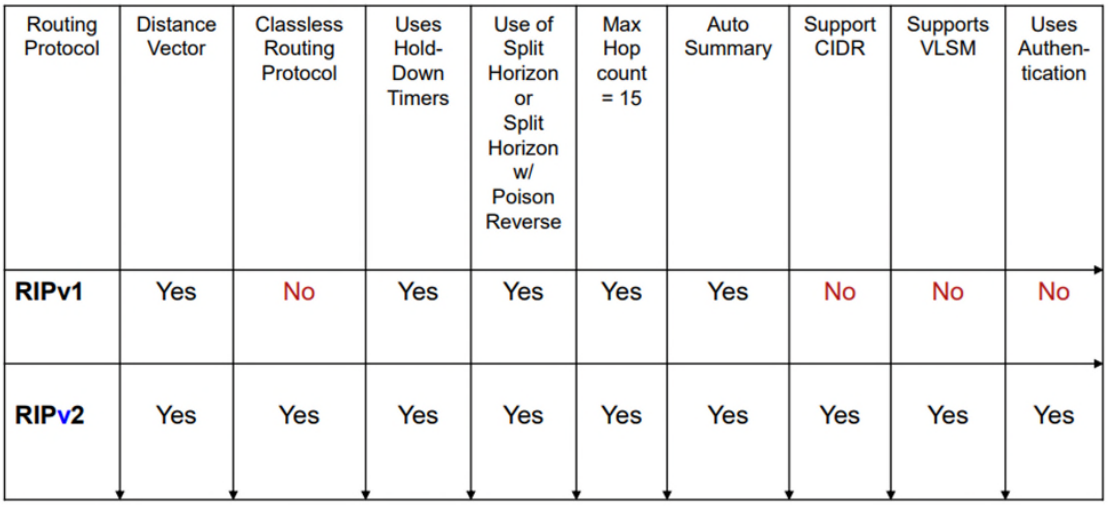 Routing Protocol
Distance Vector
Classless Routing Protocol
Uses Hold-Down Timers
Use of Split Horizon or Split Horizon w/ Poison Reverse
Max Hop count = 15
Auto Summary
Support CIDR
Supports VLSM
Uses Authen-tication
RIPv1 Yes No Yes Yes Yes Yes No No No
RIPv2 Yes Yes Yes Yes Yes Yes Yes Yes Yes